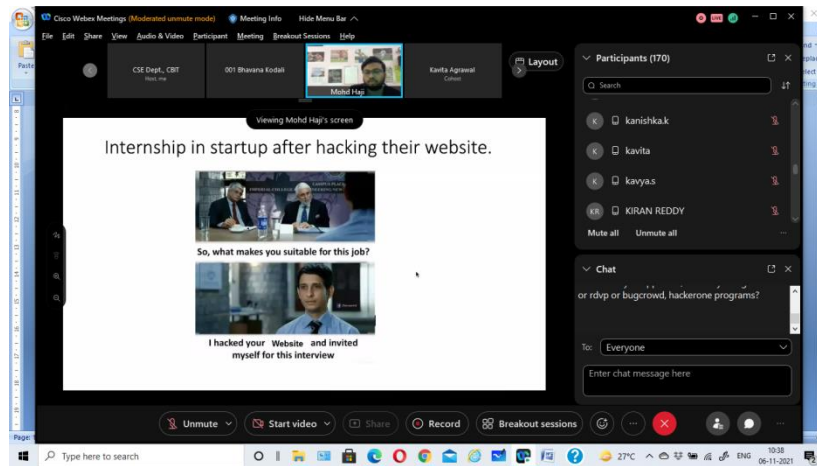 Cisco Webex Meetings (Moderated unmute mode) Meeting Info Hide Menu Bar
LIVE
File Edit Share View Audio & Video Participant Meeting Breakout Sessions Help
Paste
CSE Dept., CBIT
Host, me
001 Bhavana Kodali
Mohd Haji
Kavita Agrawal
Cohost
Layout
Viewing Mohd Haji's screen
Internship in startup after hacking their website.
So, what makes you suitable for this job?
I hacked your Website and invited
myself for this interview
Participants (170)
Search
K kanishka.k
K kavita
K kavya.s
KR KIRAN REDDY
Mute all Unmute all
Chat
or rdvp or bugcrowd, hackerone programs?
To: Everyone
Enter chat message here
Unmute Start video Share Record Breakout sessions
Page:
Type here to search
27°C ENG
10:38
06-11-2021